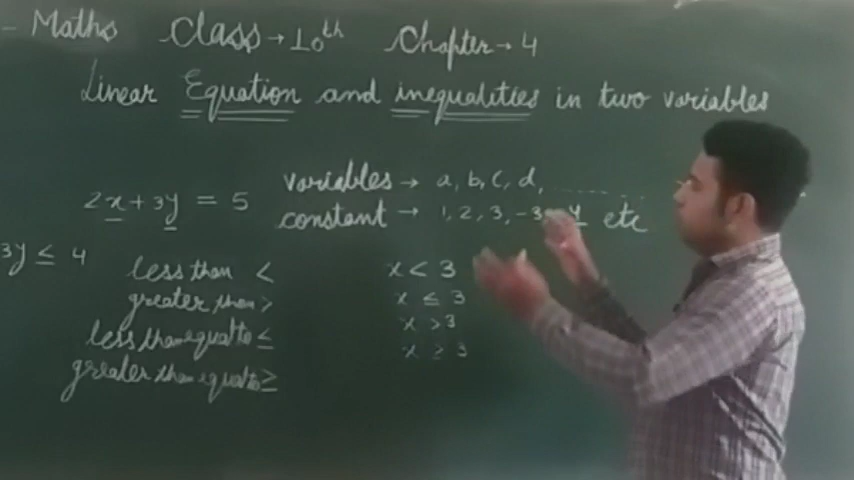 - Maths Class → 10th Chapter → 4
Linear Equation and inequalities in two variables
variables → a, b, c, d, ........
2x + 3y = 5
constant → 1, 2, 3, -3 etc
3y ≤ 4
less than < x < 3
greater than > x ≤ 3
less than equal to ≤ x > 3
greater than equal to ≥ x ≥ 3